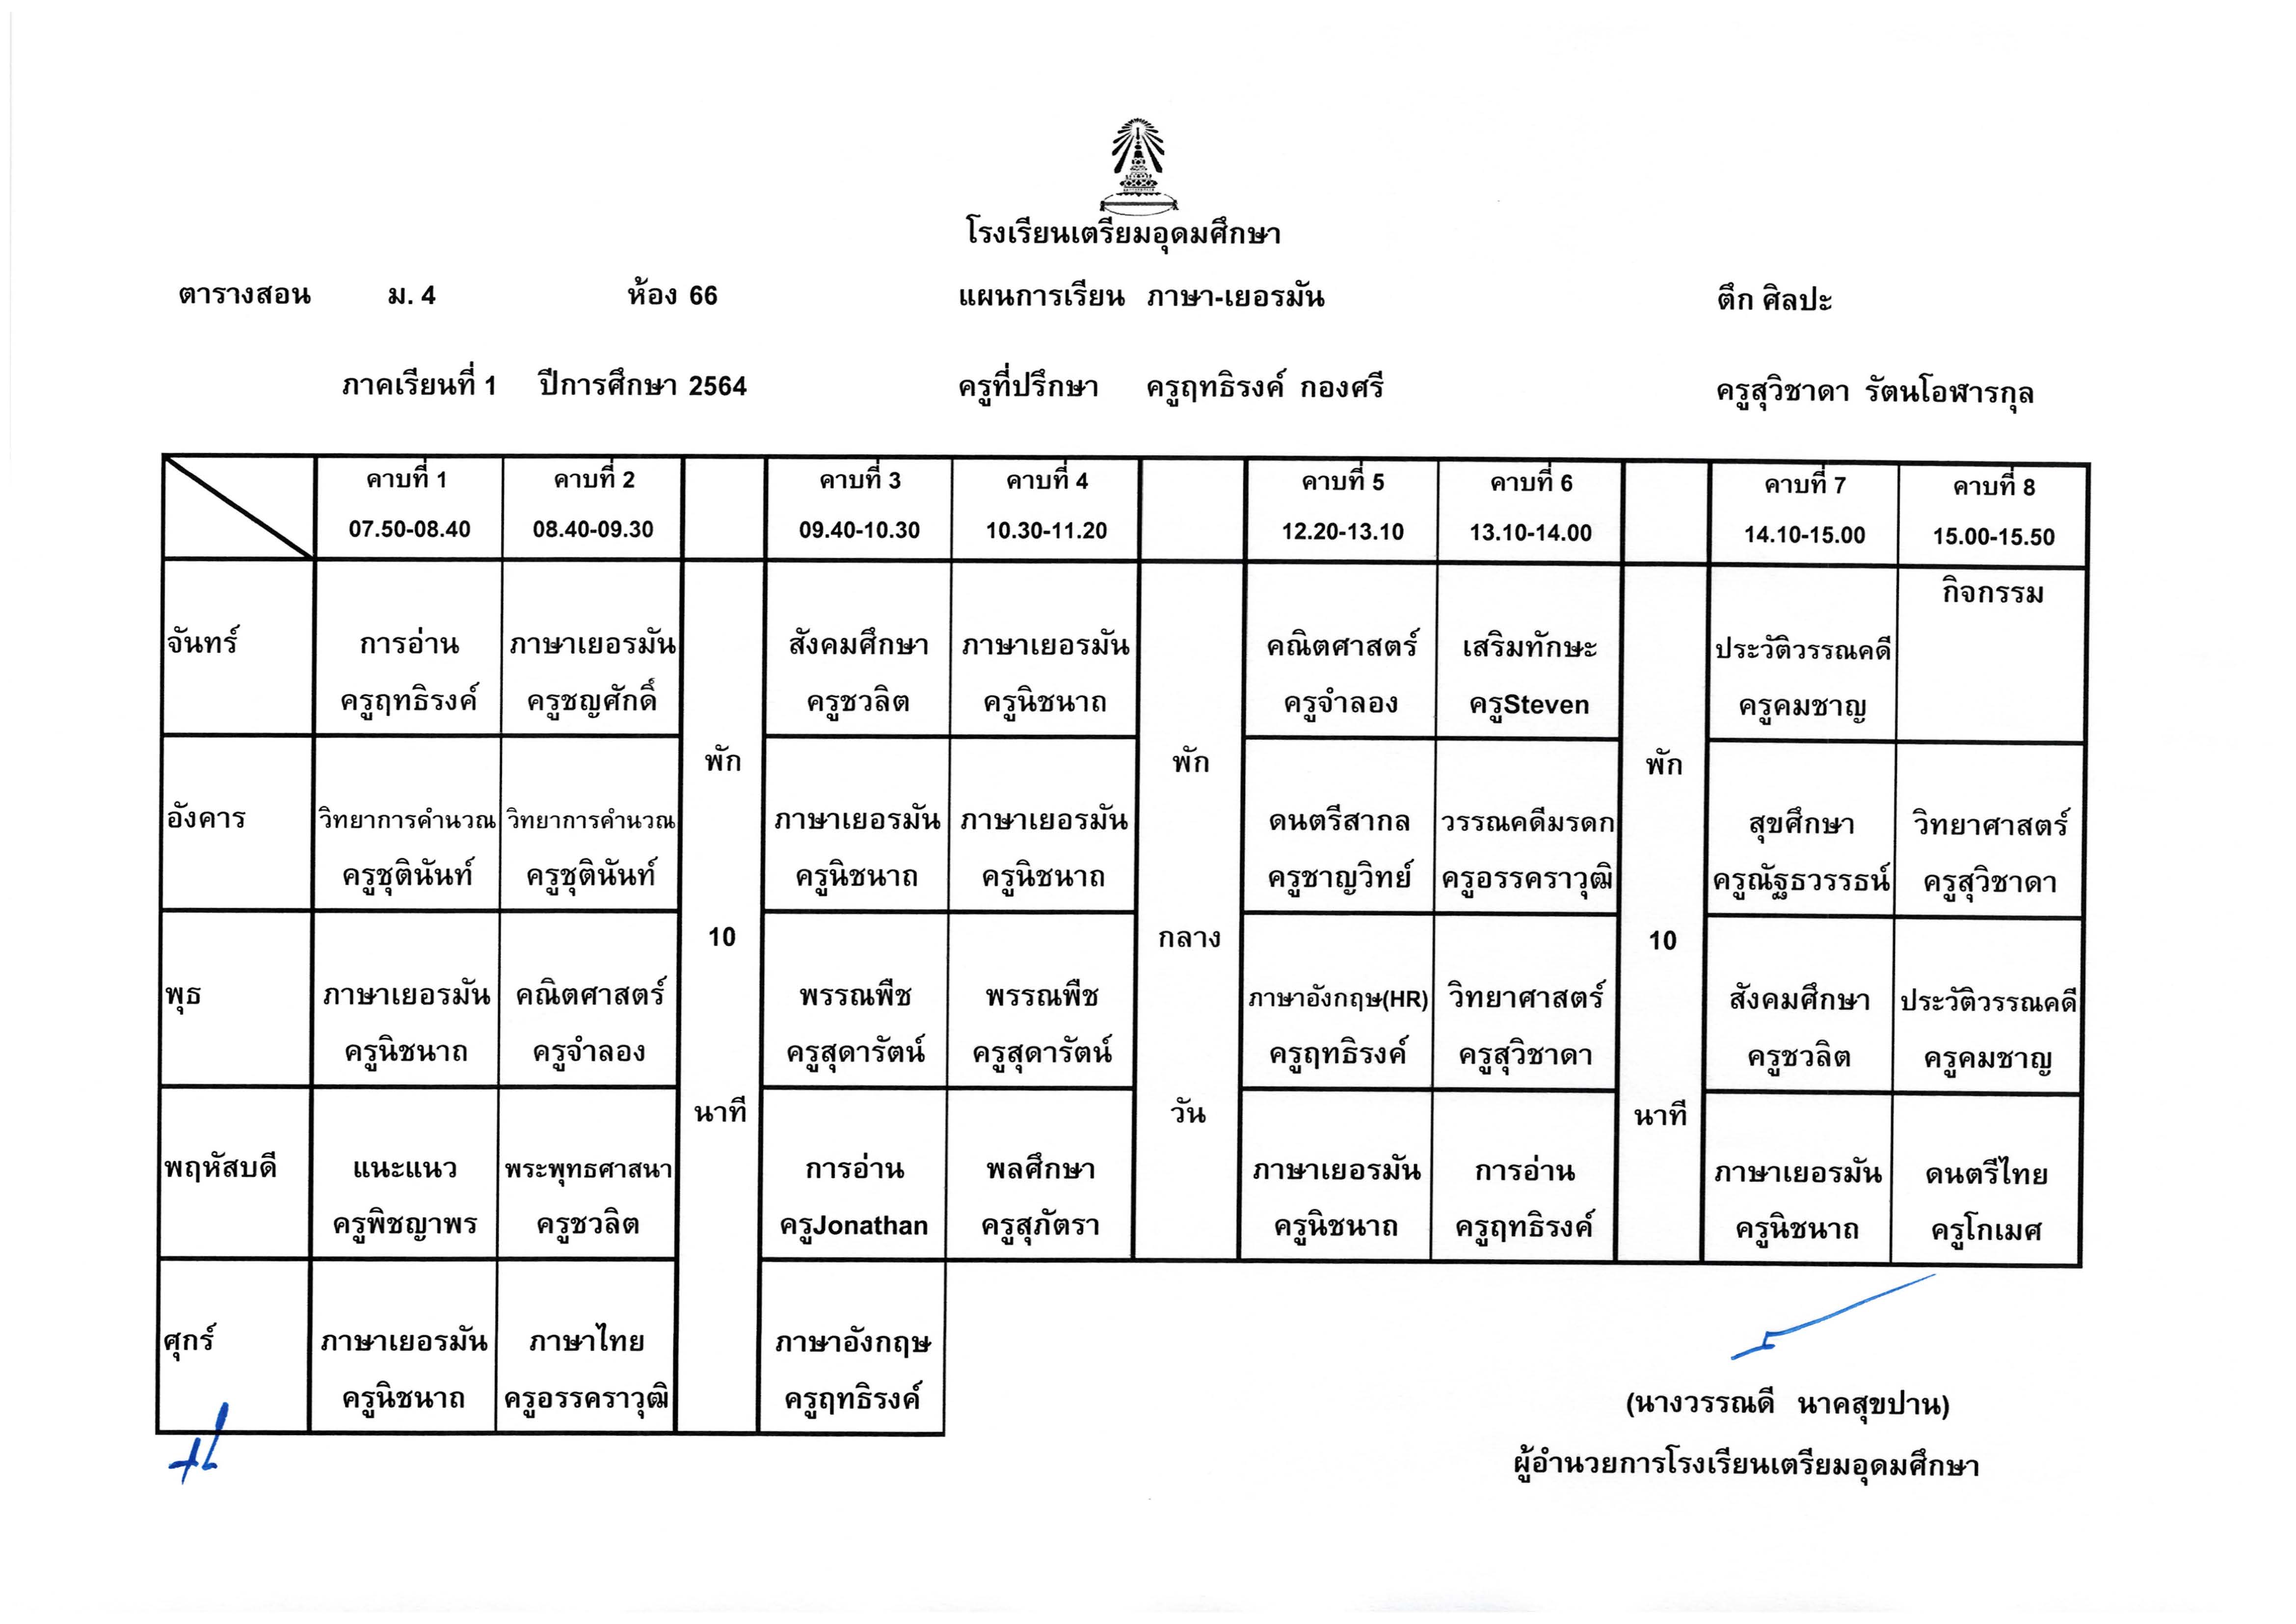 โรงเรียนเตรียมอุดมศึกษา
ตารางสอน ม. 4 ห้อง 66 แผนการเรียน ภาษา-เยอรมัน ตึก ศิลปะ
ภาคเรียนที่ 1 ปีการศึกษา 2564 ครูที่ปรึกษา ครูฤทธิรงค์ กองศรี ครูสุวิชาดา รัตนโอฬารกุล
คาบที่ 1 คาบที่ 2 คาบที่ 3 คาบที่ 4 คาบที่ 5 คาบที่ 6 คาบที่ 7 คาบที่ 8
07.50-08.40 08.40-09.30 09.40-10.30 10.30-11.20 12.20-13.10 13.10-14.00 14.10-15.00 15.00-15.50
กิจกรรม
จันทร์ การอ่าน ภาษาเยอรมัน สังคมศึกษา ภาษาเยอรมัน คณิตศาสตร์ เสริมทักษะ ประวัติวรรณคดี
ครูฤทธิรงค์ ครูชญศักดิ์ ครูชวลิต ครูนิชนาถ ครูจำลอง ครูSteven ครูคมชาญ
พัก พัก พัก
อังคาร วิทยาการคำนวณ วิทยาการคำนวณ ภาษาเยอรมัน ภาษาเยอรมัน ดนตรีสากล วรรณคดีมรดก สุขศึกษา วิทยาศาสตร์
ครูชุตินันท์ ครูชุตินันท์ ครูนิชนาถ ครูนิชนาถ ครูชาญวิทย์ ครูอรรคราวุฒิ ครูณัฐธวรรธน์ ครูสุวิชาดา
10 กลาง 10
พุธ ภาษาเยอรมัน คณิตศาสตร์ พรรณพืช พรรณพืช ภาษาอังกฤษ(HR) วิทยาศาสตร์ สังคมศึกษา ประวัติวรรณคดี
ครูนิชนาถ ครูจำลอง ครูสุดารัตน์ ครูสุดารัตน์ ครูฤทธิรงค์ ครูสุวิชาดา ครูชวลิต ครูคมชาญ
นาที วัน นาที
พฤหัสบดี แนะแนว พระพุทธศาสนา การอ่าน พลศึกษา ภาษาเยอรมัน การอ่าน ภาษาเยอรมัน ดนตรีไทย
ครูพิชญาพร ครูชวลิต ครูJonathan ครูสุภัตรา ครูนิชนาถ ครูฤทธิรงค์ ครูนิชนาถ ครูโกเมศ
ศุกร์ ภาษาเยอรมัน ภาษาไทย ภาษาอังกฤษ
ครูนิชนาถ ครูอรรคราวุฒิ ครูฤทธิรงค์
(นางวรรณดี นาคสุขปาน)
ผู้อำนวยการโรงเรียนเตรียมอุดมศึกษา